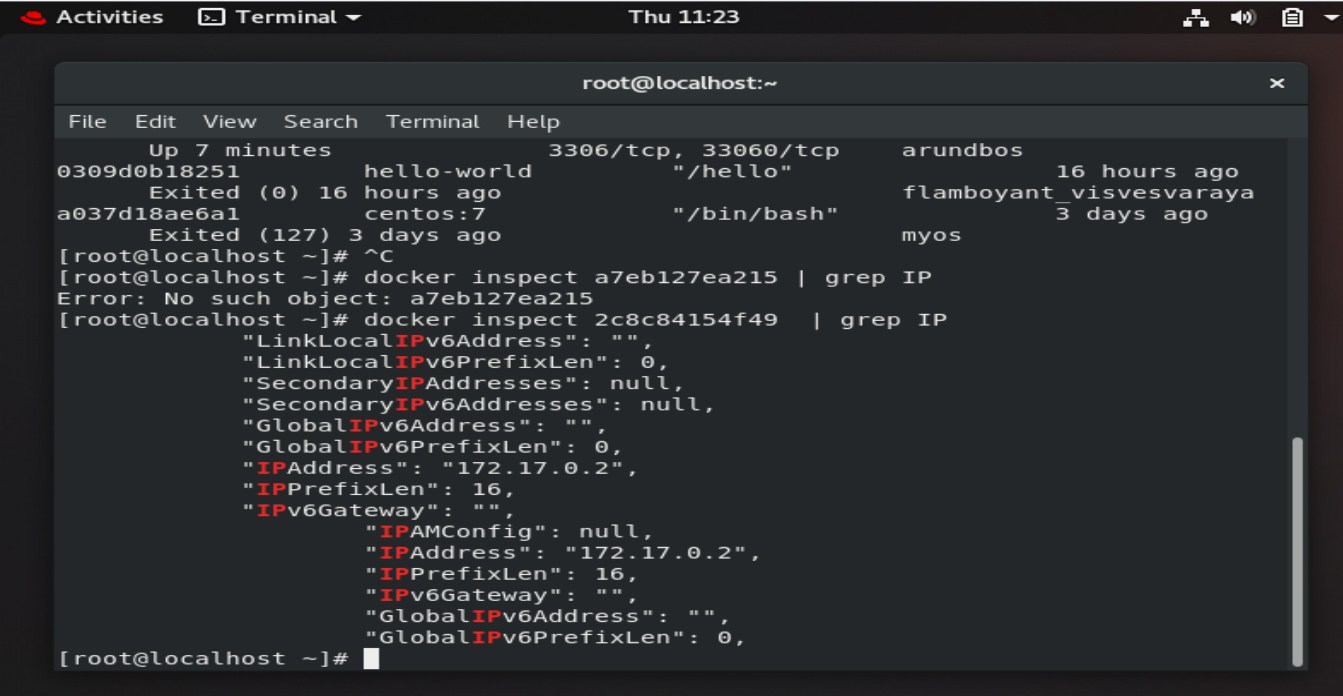 Activities Terminal Thu 11:23
root@localhost:~ ×
File Edit View Search Terminal Help
Up 7 minutes 3306/tcp, 33060/tcp arundbos
0309d0b18251 hello-world "/hello" 16 hours ago
Exited (0) 16 hours ago flamboyant_visvesvaraya
a037d18ae6a1 centos:7 "/bin/bash" 3 days ago
Exited (127) 3 days ago myos
[root@localhost ~]# ^C
[root@localhost ~]# docker inspect a7eb127ea215 | grep IP
Error: No such object: a7eb127ea215
[root@localhost ~]# docker inspect 2c8c84154f49  | grep IP
"LinkLocalIPv6Address": "",
"LinkLocalIPv6PrefixLen": 0,
"SecondaryIPAddresses": null,
"SecondaryIPv6Addresses": null,
"GlobalIPv6Address": "",
"GlobalIPv6PrefixLen": 0,
"IPAddress": "172.17.0.2",
"IPPrefixLen": 16,
"IPv6Gateway": "",
"IPAMConfig": null,
"IPAddress": "172.17.0.2",
"IPPrefixLen": 16,
"IPv6Gateway": "",
"GlobalIPv6Address": "",
"GlobalIPv6PrefixLen": 0,
[root@localhost ~]#